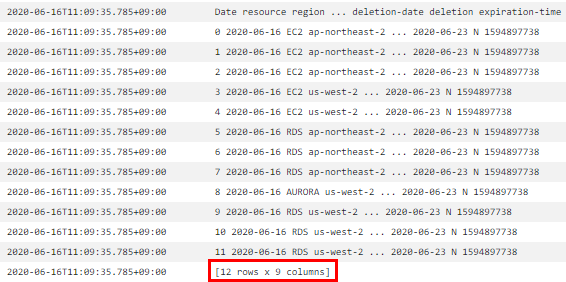 2020-06-16T11:09:35.785+09:00 Date resource region ... deletion-date deletion expiration-time
2020-06-16T11:09:35.785+09:00 0 2020-06-16 EC2 ap-northeast-2 ... 2020-06-23 N 1594897738
2020-06-16T11:09:35.785+09:00 1 2020-06-16 EC2 ap-northeast-2 ... 2020-06-23 N 1594897738
2020-06-16T11:09:35.785+09:00 2 2020-06-16 EC2 ap-northeast-2 ... 2020-06-23 N 1594897738
2020-06-16T11:09:35.785+09:00 3 2020-06-16 EC2 us-west-2 ... 2020-06-23 N 1594897738
2020-06-16T11:09:35.785+09:00 4 2020-06-16 EC2 us-west-2 ... 2020-06-23 N 1594897738
2020-06-16T11:09:35.785+09:00 5 2020-06-16 RDS ap-northeast-2 ... 2020-06-23 N 1594897738
2020-06-16T11:09:35.785+09:00 6 2020-06-16 RDS ap-northeast-2 ... 2020-06-23 N 1594897738
2020-06-16T11:09:35.785+09:00 7 2020-06-16 RDS ap-northeast-2 ... 2020-06-23 N 1594897738
2020-06-16T11:09:35.785+09:00 8 2020-06-16 AURORA us-west-2 ... 2020-06-23 N 1594897738
2020-06-16T11:09:35.785+09:00 9 2020-06-16 RDS us-west-2 ... 2020-06-23 N 1594897738
2020-06-16T11:09:35.785+09:00 10 2020-06-16 RDS us-west-2 ... 2020-06-23 N 1594897738
2020-06-16T11:09:35.785+09:00 11 2020-06-16 RDS us-west-2 ... 2020-06-23 N 1594897738
2020-06-16T11:09:35.785+09:00 [12 rows x 9 columns]